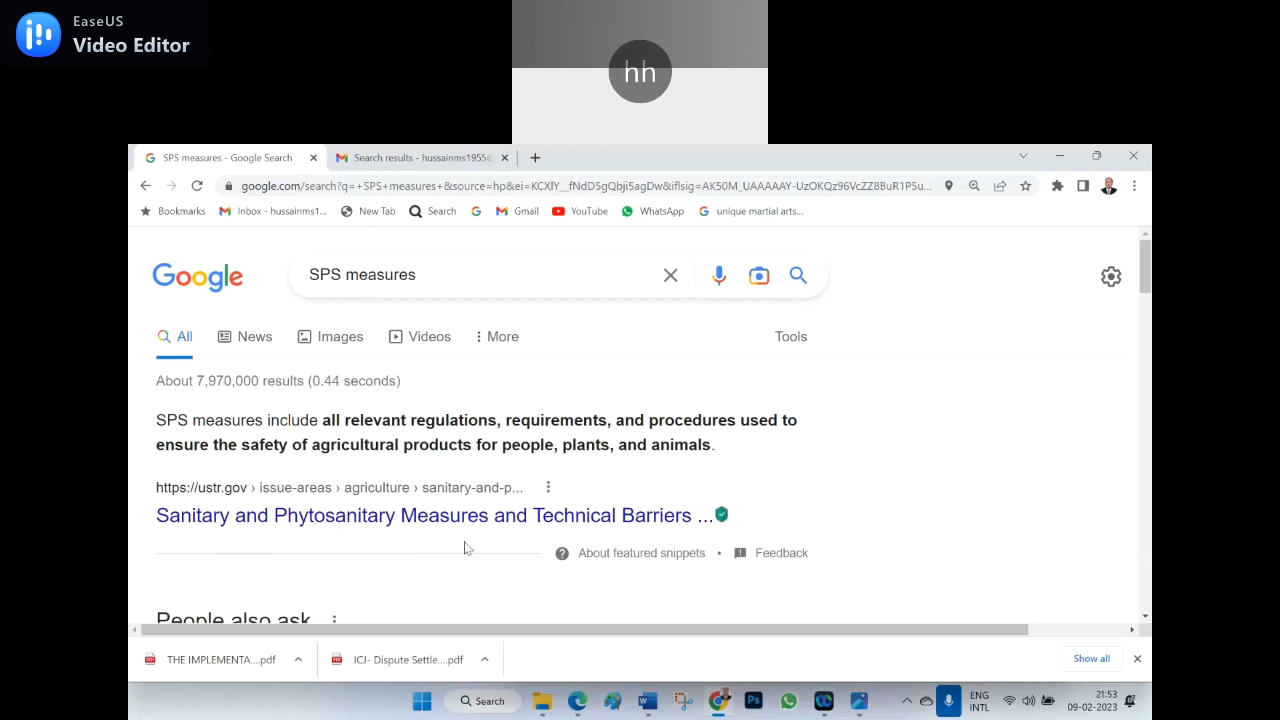 EaseUS
Video Editor
hh
SPS measures - Google Search
Search results - hussainms1955
google.com/search?q=+SPS+measures+&source=hp&ei=KCXlY_fNdD5gQbji5agDw&iflsig=AK50M_UAAAAAY-UzOKQz96VcZZ8BuR1P5u...
Bookmarks
Inbox - hussainms1...
New Tab
Search
Gmail
YouTube
WhatsApp
unique martial arts...
Google
SPS measures
All
News
Images
Videos
More
Tools
About 7,970,000 results (0.44 seconds)
SPS measures include all relevant regulations, requirements, and procedures used to
ensure the safety of agricultural products for people, plants, and animals.
https://ustr.gov › issue-areas › agriculture › sanitary-and-p...
Sanitary and Phytosanitary Measures and Technical Barriers ...
About featured snippets • Feedback
People also ask
THE IMPLEMENTA....pdf
ICJ- Dispute Settle....pdf
Show all
Search
Ps
ENG
INTL
21:53
09-02-2023